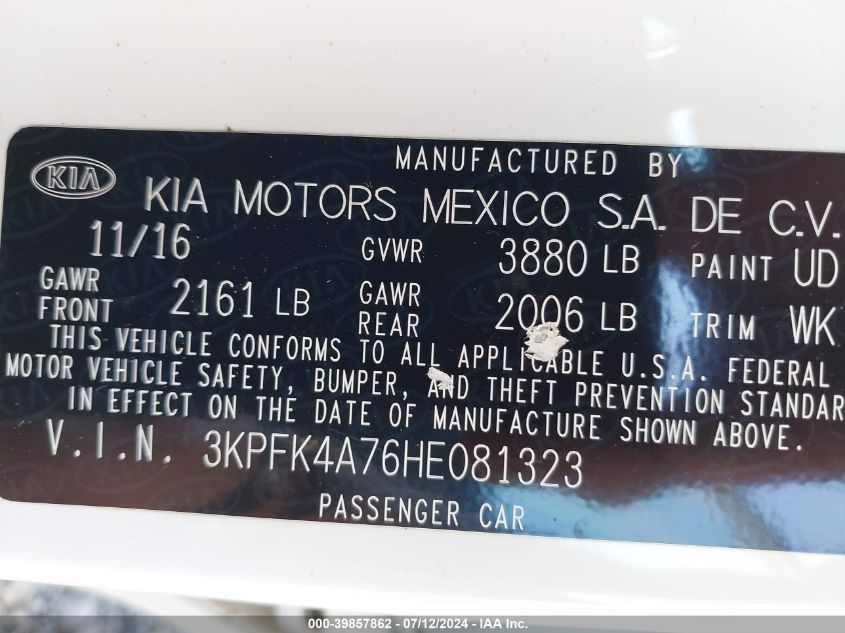 MANUFACTURED BY
KIA KIA MOTORS MEXICO S.A. DE C.V.
11/16 GVWR 3880 LB PAINT UD
GAWR FRONT 2161 LB GAWR REAR 2006 LB TRIM WK
THIS VEHICLE CONFORMS TO ALL APPLICABLE U.S.A. FEDERAL
MOTOR VEHICLE SAFETY, BUMPER, AND THEFT PREVENTION STANDAR
IN EFFECT ON THE DATE OF MANUFACTURE SHOWN ABOVE.
V.I.N. 3KPFK4A76HE081323
PASSENGER CAR
000-39857862 - 07/12/2024 - IAA Inc.